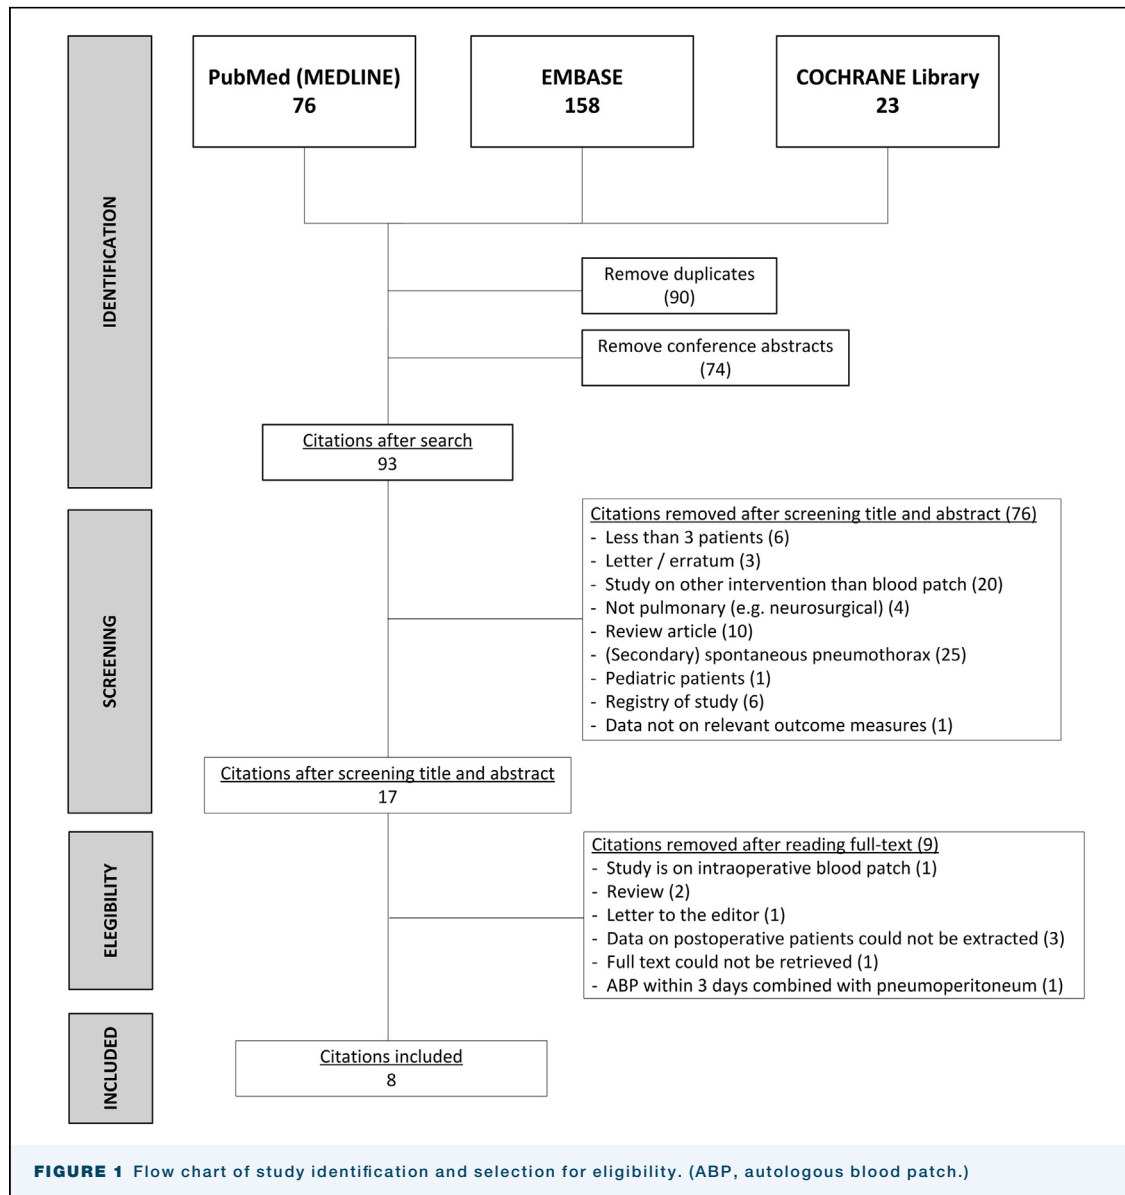 IDENTIFICATION
PubMed (MEDLINE)
76
EMBASE
158
COCHRANE Library
23
Remove duplicates
(90)
Remove conference abstracts
(74)
Citations after search
93
SCREENING
Citations removed after screening title and abstract (76)
- Less than 3 patients (6)
- Letter / erratum (3)
- Study on other intervention than blood patch (20)
- Not pulmonary (e.g. neurosurgical) (4)
- Review article (10)
- (Secondary) spontaneous pneumothorax (25)
- Pediatric patients (1)
- Registry of study (6)
- Data not on relevant outcome measures (1)
Citations after screening title and abstract
17
ELEGIBILITY
Citations removed after reading full-text (9)
- Study is on intraoperative blood patch (1)
- Review (2)
- Letter to the editor (1)
- Data on postoperative patients could not be extracted (3)
- Full text could not be retrieved (1)
- ABP within 3 days combined with pneumoperitoneum (1)
INCLUDED
Citations included
8
FIGURE 1 Flow chart of study identification and selection for eligibility. (ABP, autologous blood patch.)